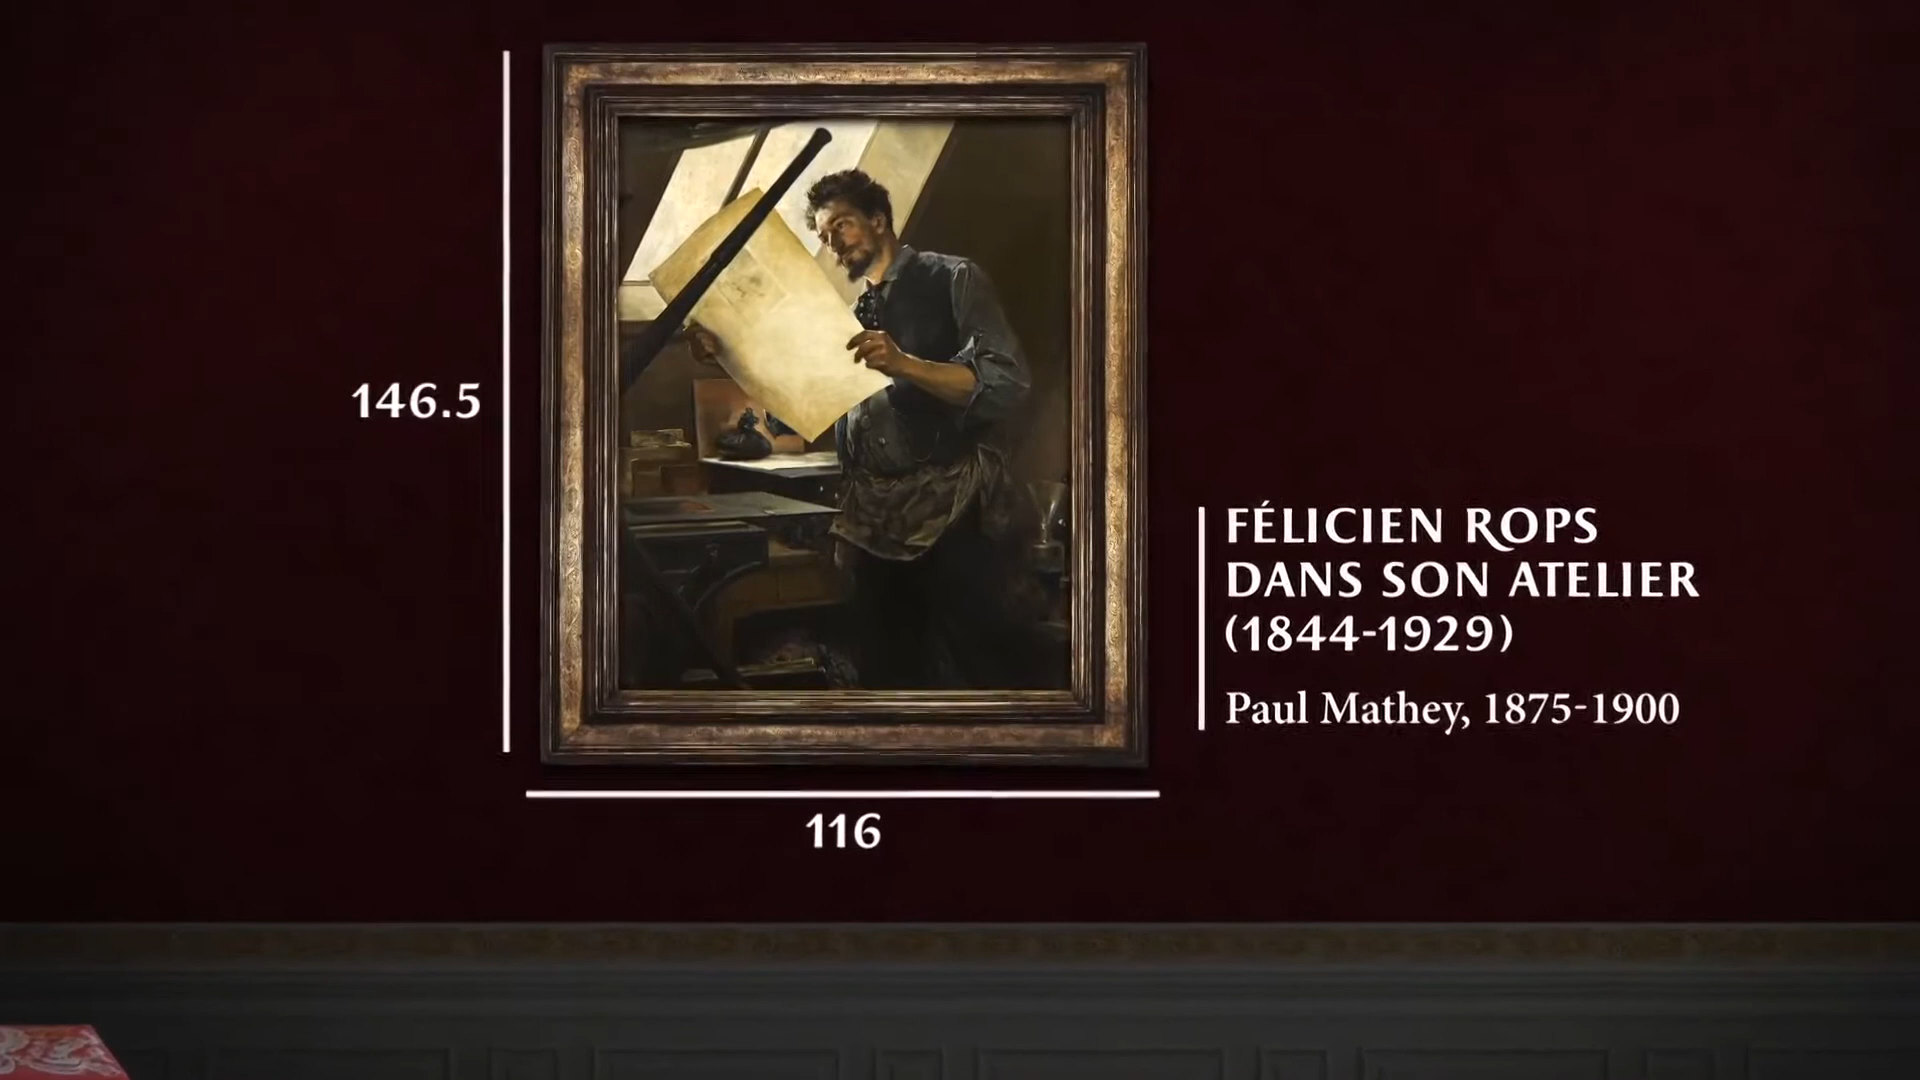 146.5
FÉLICIEN ROPS
DANS SON ATELIER
(1844-1929)
Paul Mathey, 1875-1900
116